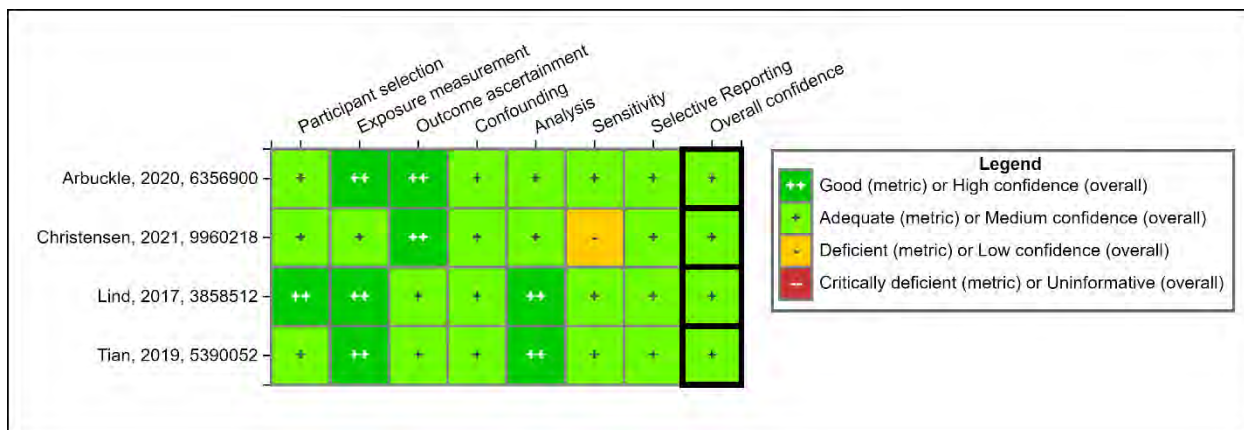 Participant selection
Exposure measurement
Outcome ascertainment
Confounding
Analysis
Sensitivity
Selective Reporting
Overall confidence
Arbuckle, 2020, 6356900 + ++ ++ + + + + +
Christensen, 2021, 9960218 + + ++ + + - + +
Lind, 2017, 3858512 ++ ++ + + ++ + + +
Tian, 2019, 5390052 + ++ + + ++ + + +
Legend
++ Good (metric) or High confidence (overall)
+ Adequate (metric) or Medium confidence (overall)
- Deficient (metric) or Low confidence (overall)
-- Critically deficient (metric) or Uninformative (overall)